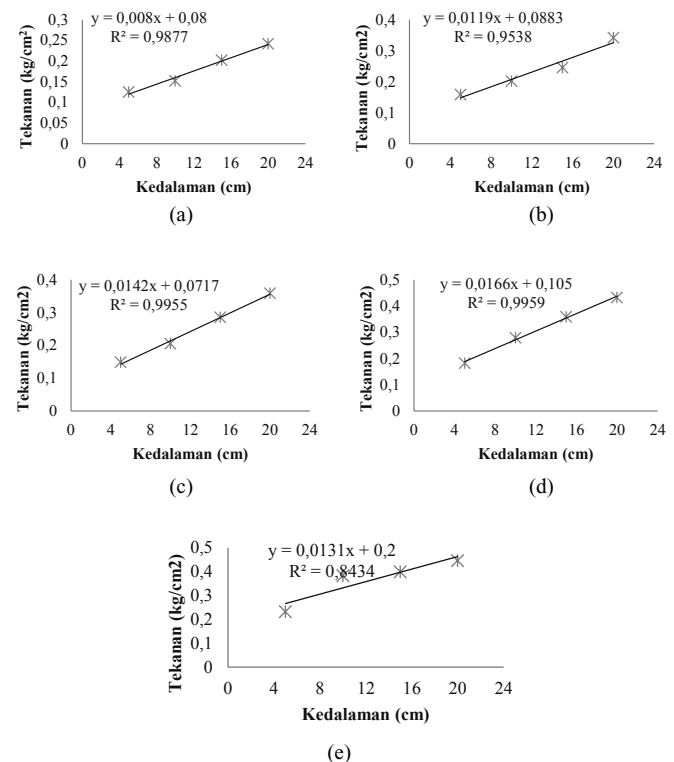 y = 0,008x + 0,08
R² = 0,9877
Tekanan (kg/cm²)
0,3
0,25
0,2
0,15
0,1
0,05
0
0 4 8 12 16 20 24
Kedalaman (cm)
(a)
y = 0,0119x + 0,0883
R² = 0,9538
Tekanan (kg/cm2)
0,4
0,3
0,2
0,1
0
0 4 8 12 16 20 24
Kedalaman (cm)
(b)
y = 0,0142x + 0,0717
R² = 0,9955
Tekanan (kg/cm2)
0,4
0,3
0,2
0,1
0
0 4 8 12 16 20 24
Kedalaman (cm)
(c)
y = 0,0166x + 0,105
R² = 0,9959
Tekanan (kg/cm2)
0,5
0,4
0,3
0,2
0,1
0
0 4 8 12 16 20 24
Kedalaman (cm)
(d)
y = 0,0131x + 0,2
R² = 0,8434
Tekanan (kg/cm2)
0,5
0,4
0,3
0,2
0,1
0
0 4 8 12 16 20 24
Kedalaman (cm)
(e)